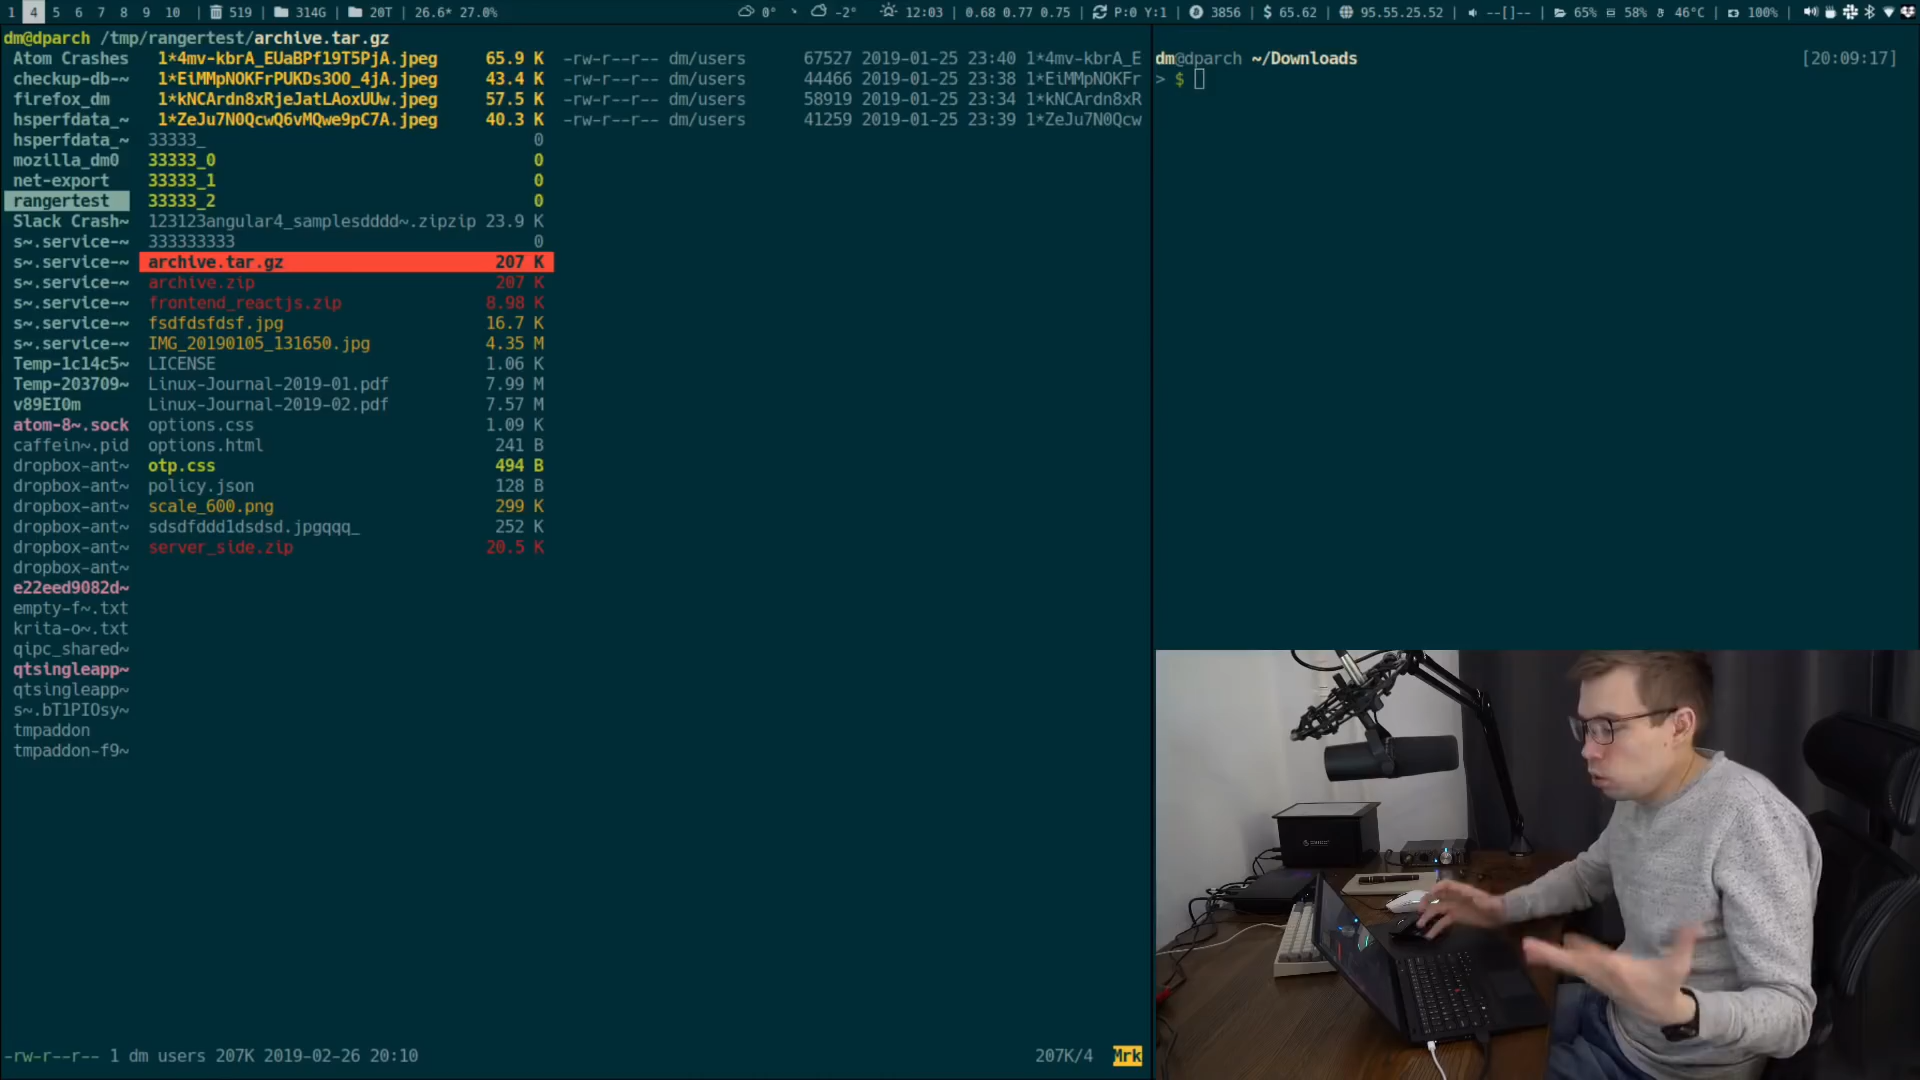 1 4 5 6 7 8 9 10 | 519 | 314G | 20T | 26.6* 27.0% 0° -2° 12:03 | 0.68 0.77 0.75 | P:0 Y:1 | 3856 | $ 65.62 | 95.55.25.52 | --[]-- | 65% 58% 46°C | 100% |
dm@dparch /tmp/rangertest/archive.tar.gz
Atom Crashes 1*4mv-kbrA_EUaBPf19T5PjA.jpeg 65.9 K -rw-r--r-- dm/users 67527 2019-01-25 23:40 1*4mv-kbrA_E
checkup-db-~ 1*EiMMpNOKFrPUKDs3O0_4jA.jpeg 43.4 K -rw-r--r-- dm/users 44466 2019-01-25 23:38 1*EiMMpNOKFr
firefox_dm 1*kNCArdn8xRjeJatLAoxUUw.jpeg 57.5 K -rw-r--r-- dm/users 58919 2019-01-25 23:34 1*kNCArdn8xR
hsperfdata_~ 1*ZeJu7N0QcwQ6vMQwe9pC7A.jpeg 40.3 K -rw-r--r-- dm/users 41259 2019-01-25 23:39 1*ZeJu7N0Qcw
hsperfdata_~ 33333_ 0
mozilla_dm0 33333_0 0
net-export 33333_1 0
rangertest 33333_2 0
Slack Crash~ 123123angular4_samplesdddd~.zipzip 23.9 K
s~.service-~ 333333333 0
s~.service-~ archive.tar.gz 207 K
s~.service-~ archive.zip 207 K
s~.service-~ frontend_reactjs.zip 8.98 K
s~.service-~ fsdfdsfdsf.jpg 16.7 K
s~.service-~ IMG_20190105_131650.jpg 4.35 M
Temp-1c14c5~ LICENSE 1.06 K
Temp-203709~ Linux-Journal-2019-01.pdf 7.99 M
v89EI0m Linux-Journal-2019-02.pdf 7.57 M
atom-8~.sock options.css 1.09 K
caffein~.pid options.html 241 B
dropbox-ant~ otp.css 494 B
dropbox-ant~ policy.json 128 B
dropbox-ant~ scale_600.png 299 K
dropbox-ant~ sdsdfddd1dsdsd.jpgqqq_ 252 K
dropbox-ant~ server_side.zip 20.5 K
dropbox-ant~
e22eed9082d~
empty-f~.txt
krita-o~.txt
qipc_shared~
qtsingleapp~
qtsingleapp~
s~.bT1PIOsy~
tmpaddon
tmpaddon-f9~
-rw-r--r-- 1 dm users 207K 2019-02-26 20:10 207K/4 Mrk
dm@dparch ~/Downloads [20:09:17]
> $